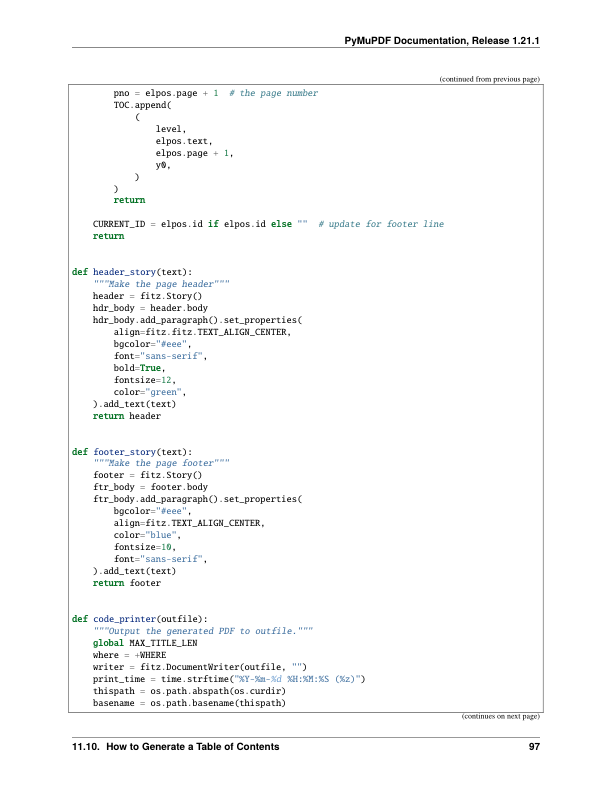 PyMuPDF Documentation, Release 1.21.1
(continued from previous page)
        pno = elpos.page + 1  # the page number
        TOC.append(
            (
                level,
                elpos.text,
                elpos.page + 1,
                y0,
            )
        )
        return

    CURRENT_ID = elpos.id if elpos.id else ""  # update for footer line
    return


def header_story(text):
    """Make the page header"""
    header = fitz.Story()
    hdr_body = header.body
    hdr_body.add_paragraph().set_properties(
        align=fitz.fitz.TEXT_ALIGN_CENTER,
        bgcolor="#eee",
        font="sans-serif",
        bold=True,
        fontsize=12,
        color="green",
    ).add_text(text)
    return header


def footer_story(text):
    """Make the page footer"""
    footer = fitz.Story()
    ftr_body = footer.body
    ftr_body.add_paragraph().set_properties(
        bgcolor="#eee",
        align=fitz.TEXT_ALIGN_CENTER,
        color="blue",
        fontsize=10,
        font="sans-serif",
    ).add_text(text)
    return footer


def code_printer(outfile):
    """Output the generated PDF to outfile."""
    global MAX_TITLE_LEN
    where = +WHERE
    writer = fitz.DocumentWriter(outfile, "")
    print_time = time.strftime("%Y-%m-%d %H:%M:%S (%z)")
    thispath = os.path.abspath(os.curdir)
    basename = os.path.basename(thispath)
(continues on next page)
11.10. How to Generate a Table of Contents 97